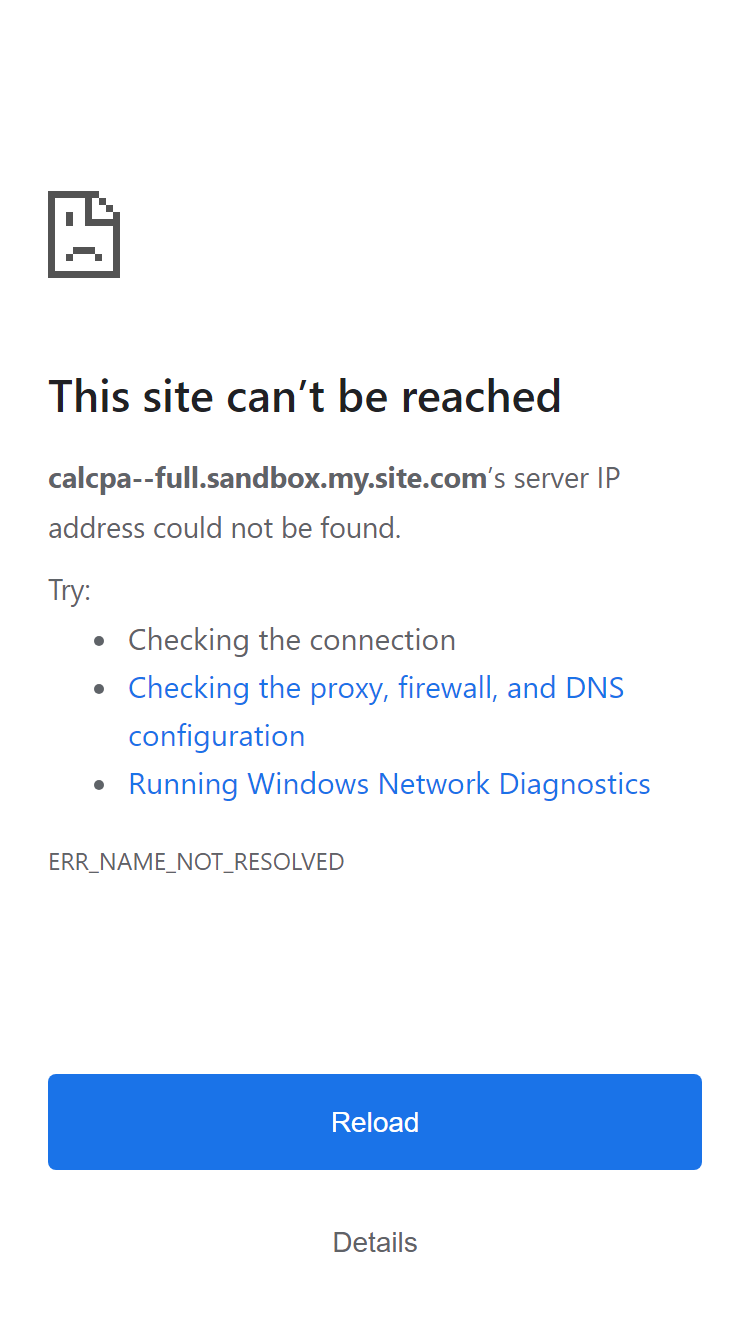 This site can’t be reached
calcpa--full.sandbox.my.site.com’s server IP
address could not be found.
Try:
• Checking the connection
• Checking the proxy, firewall, and DNS
configuration
• Running Windows Network Diagnostics
ERR_NAME_NOT_RESOLVED
Reload
Details